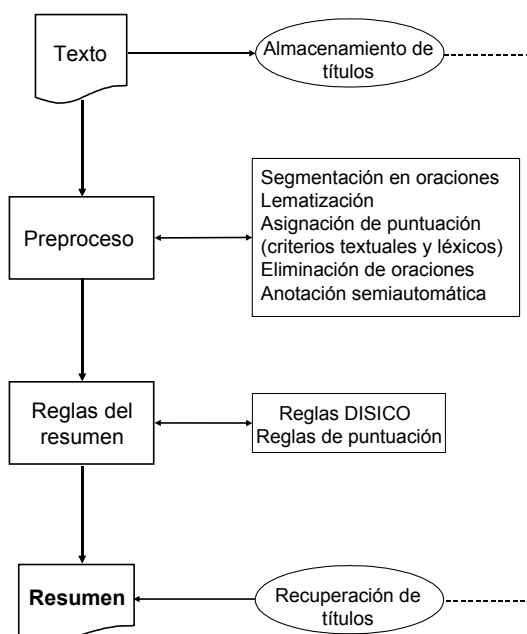 Texto
Almacenamiento de
títulos
Preproceso
Segmentación en oraciones
Lematización
Asignación de puntuación
(criterios textuales y léxicos)
Eliminación de oraciones
Anotación semiautomática
Reglas del
resumen
Reglas DISICO
Reglas de puntuación
Resumen
Recuperación de
títulos